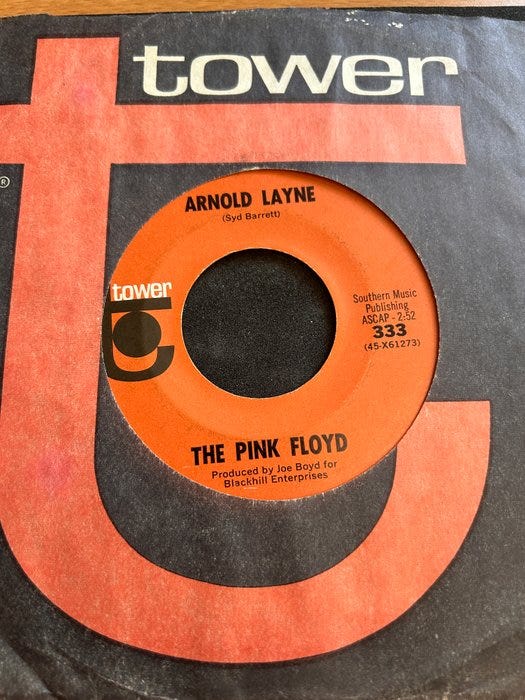 tower
®
ARNOLD LAYNE
(Syd Barrett)
tower
Southern Music
Publishing
ASCAP - 2:52
333
(45-X61273)
THE PINK FLOYD
Produced by Joe Boyd for
Blackhill Enterprises